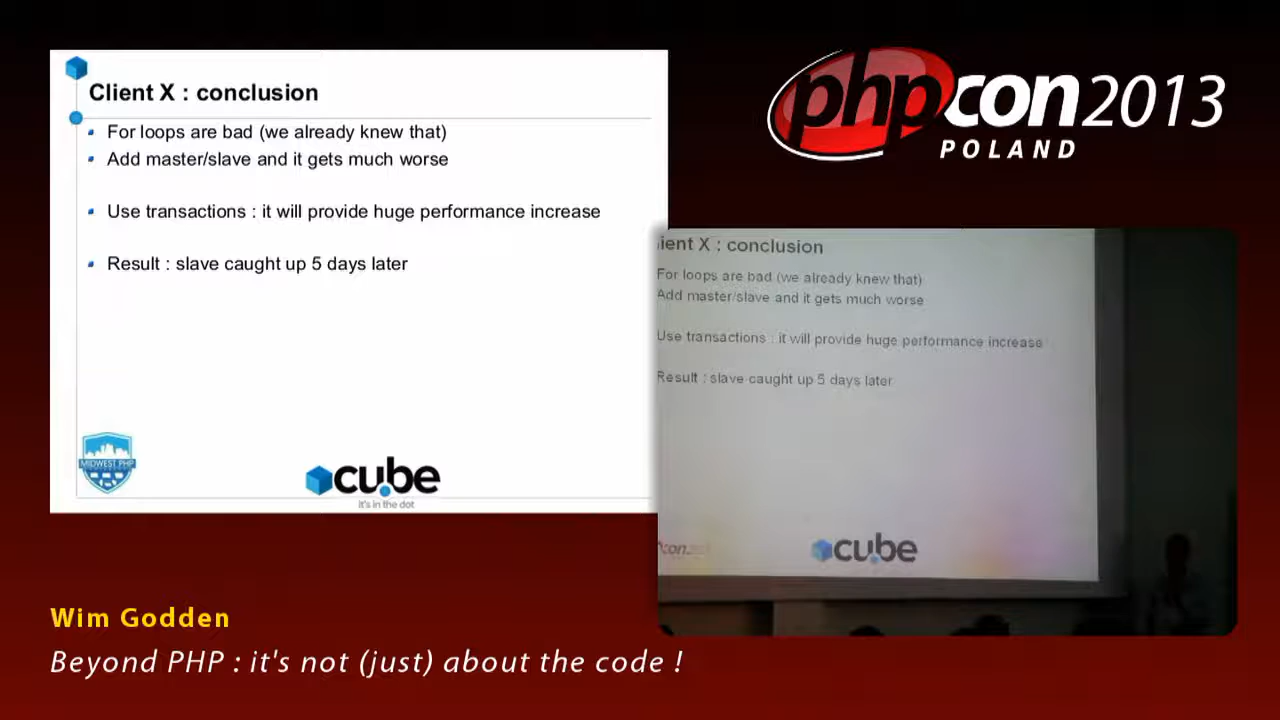 Client X : conclusion
For loops are bad (we already knew that)
Add master/slave and it gets much worse
Use transactions : it will provide huge performance increase
Result : slave caught up 5 days later
MIDWEST PHP
cu.be
it's in the dot
phpcon2013
POLAND
ient X : conclusion
For loops are bad (we already knew that)
Add master/slave and it gets much worse
Use transactions : it will provide huge performance increase
Result : slave caught up 5 days later
cu.be
Wim Godden
Beyond PHP : it's not (just) about the code !